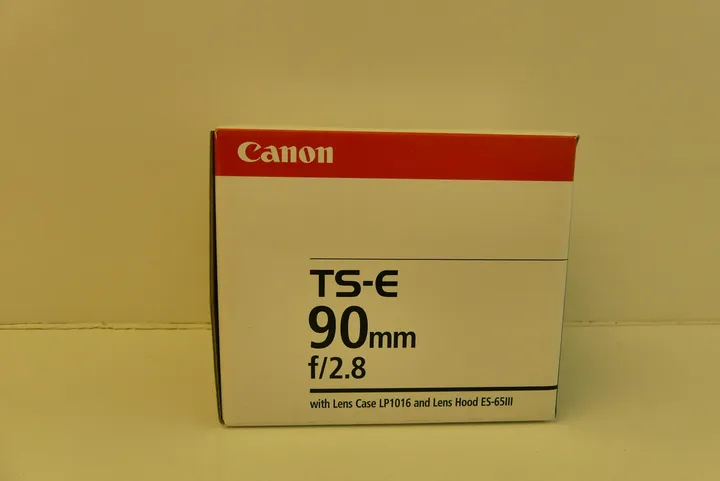 Canon
TS-E
90mm
f/2.8
with Lens Case LP1016 and Lens Hood ES-65III